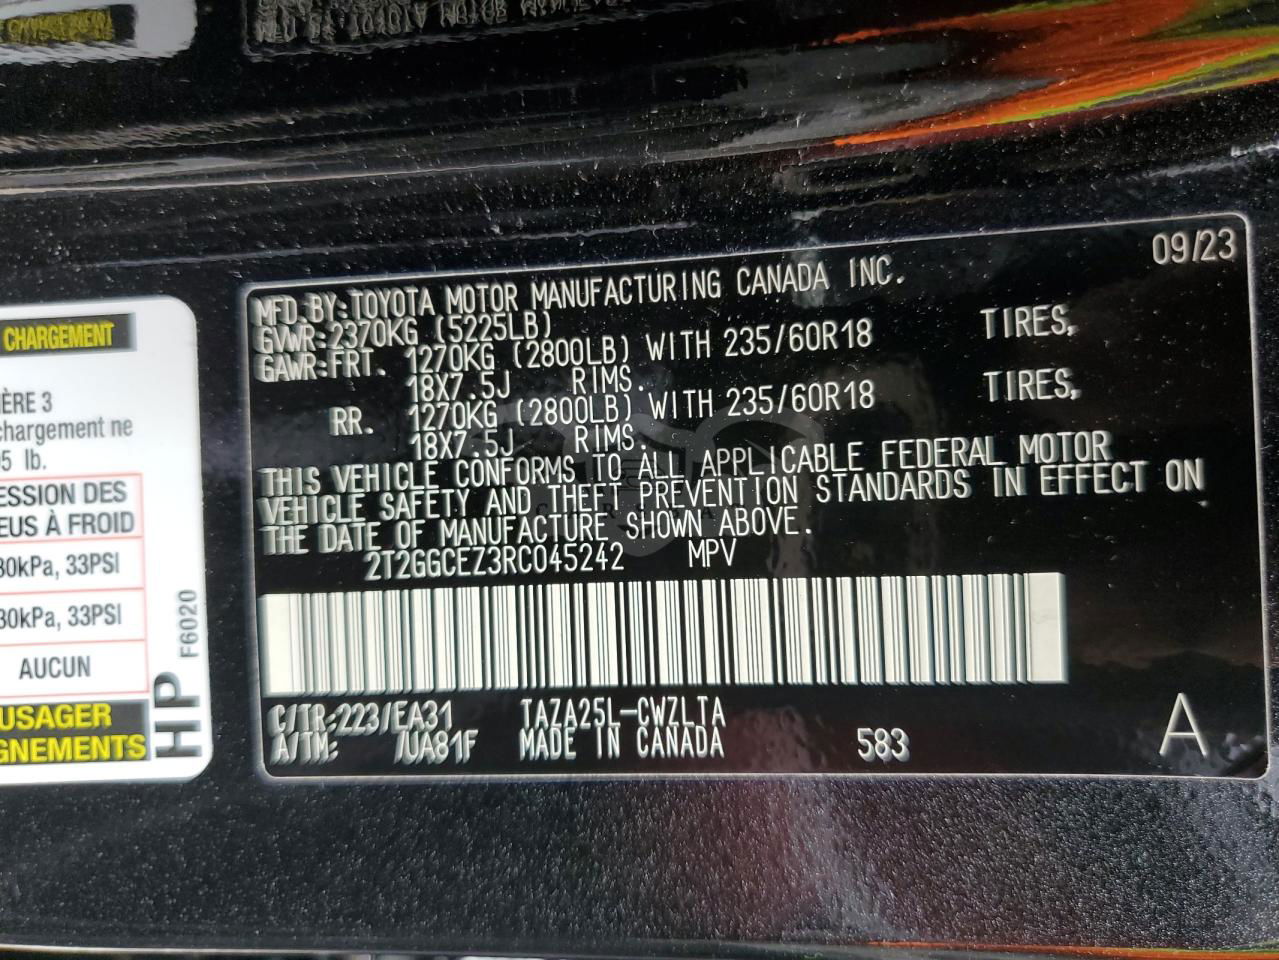 09/23
MFD.BY:TOYOTA MOTOR MANUFACTURING CANADA INC.
GVWR:2370KG (5225LB)
GAWR:FRT. 1270KG (2800LB) WITH 235/60R18 TIRES,
18X7.5J RIMS.
RR. 1270KG (2800LB) WITH 235/60R18 TIRES,
18X7.5J RIMS.
THIS VEHICLE CONFORMS TO ALL APPLICABLE FEDERAL MOTOR
VEHICLE SAFETY AND THEFT PREVENTION STANDARDS IN EFFECT ON
THE DATE OF MANUFACTURE SHOWN ABOVE.
2T2GGCEZ3RC045242 MPV
C/TR:223/EA31 TAZA25L-CWZLTA
A/TM: /UA81F MADE IN CANADA 583 A
CHARGEMENT
IÈRE 3
chargement ne
5 lb.
ESSION DES
EUS À FROID
30kPa, 33PSI
30kPa, 33PSI
AUCUN
USAGER
GNEMENTS
HP F6020